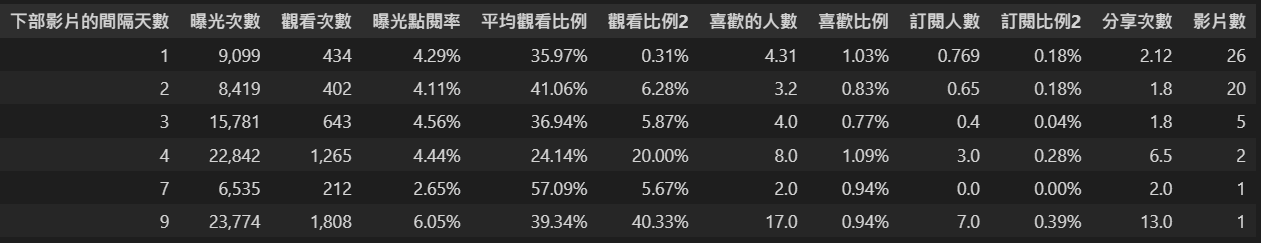 下部影片的間隔天數 曝光次數 觀看次數 曝光點閱率 平均觀看比例 觀看比例2 喜歡的人數 喜歡比例 訂閱人數 訂閱比例2 分享次數 影片數
1 9,099 434 4.29% 35.97% 0.31% 4.31 1.03% 0.769 0.18% 2.12 26
2 8,419 402 4.11% 41.06% 6.28% 3.2 0.83% 0.65 0.18% 1.8 20
3 15,781 643 4.56% 36.94% 5.87% 4.0 0.77% 0.4 0.04% 1.8 5
4 22,842 1,265 4.44% 24.14% 20.00% 8.0 1.09% 3.0 0.28% 6.5 2
7 6,535 212 2.65% 57.09% 5.67% 2.0 0.94% 0.0 0.00% 2.0 1
9 23,774 1,808 6.05% 39.34% 40.33% 17.0 0.94% 7.0 0.39% 13.0 1